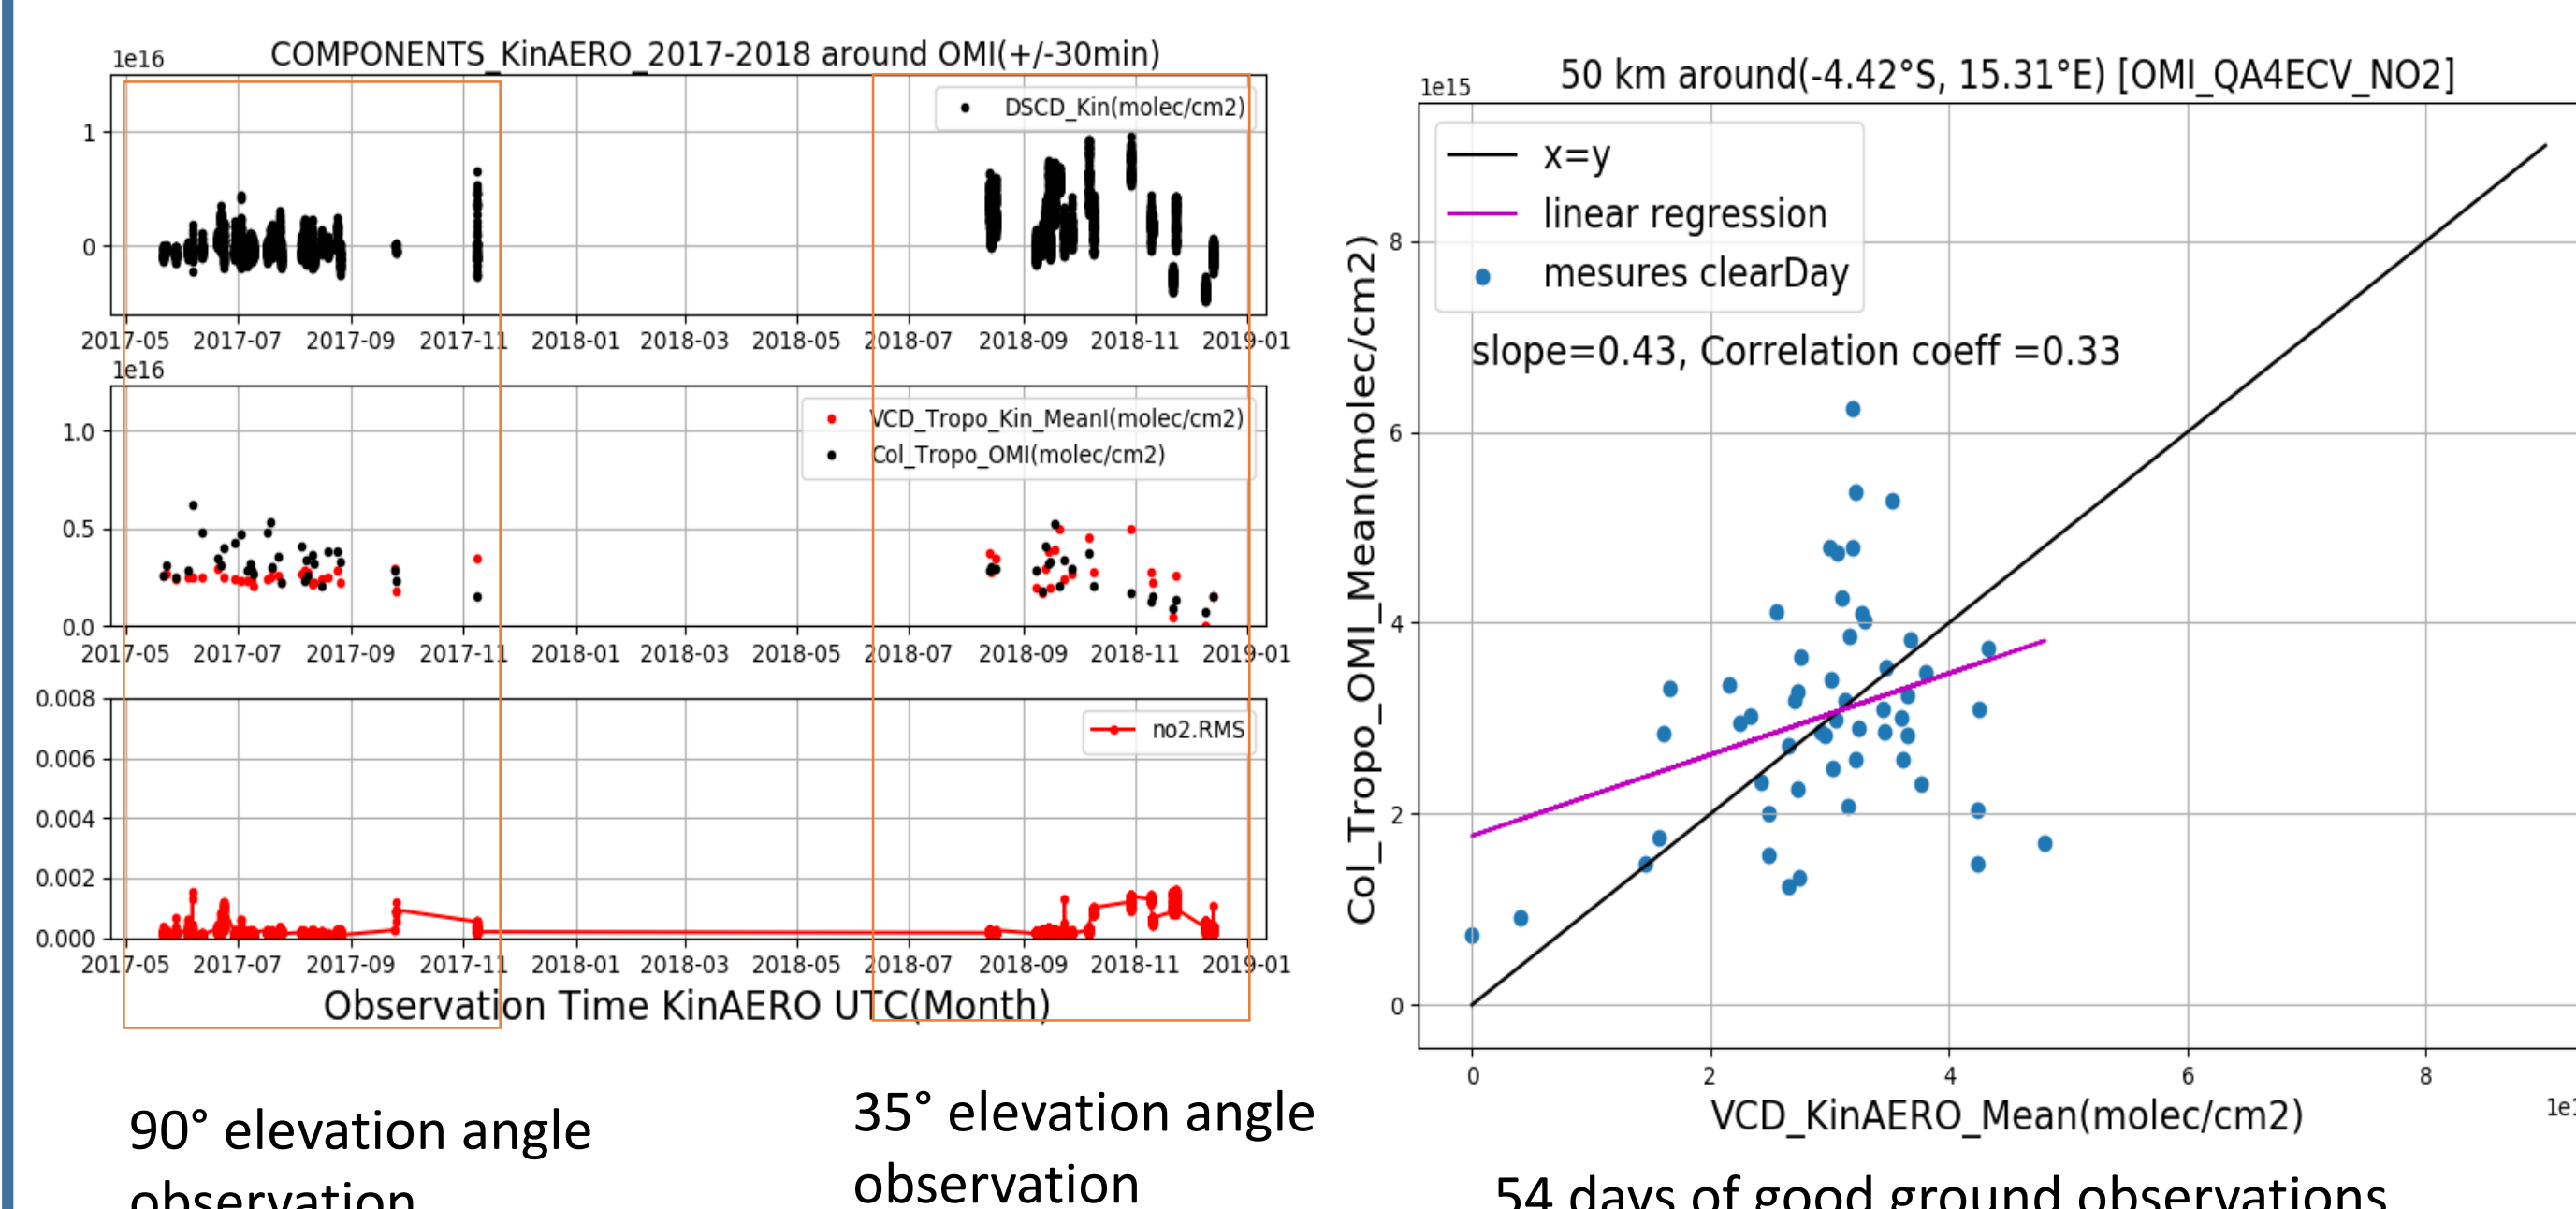 COMPONENTS_KinAERO_2017-2018 around OMI(+/-30min)
1e16
DSCD_Kin(molec/cm2)
1
0
2017-05 2017-07 2017-09 2017-11 2018-01 2018-03 2018-05 2018-07 2018-09 2018-11 2019-01
1e16
VCD_Tropo_Kin_MeanI(molec/cm2)
Col_Tropo_OMI(molec/cm2)
1.0
0.5
0.0
2017-05 2017-07 2017-09 2017-11 2018-01 2018-03 2018-05 2018-07 2018-09 2018-11 2019-01
no2.RMS
0.008
0.006
0.004
0.002
0.000
2017-05 2017-07 2017-09 2017-11 2018-01 2018-03 2018-05 2018-07 2018-09 2018-11 2019-01
Observation Time KinAERO UTC(Month)
90° elevation angle
observation
35° elevation angle
observation
50 km around(-4.42°S, 15.31°E) [OMI_QA4ECV_NO2]
1e15
x=y
linear regression
mesures clearDay
slope=0.43, Correlation coeff =0.33
Col_Tropo_OMI_Mean(molec/cm2)
8
6
4
2
0
0 2 4 6 8
VCD_KinAERO_Mean(molec/cm2)
54 days of good ground observations